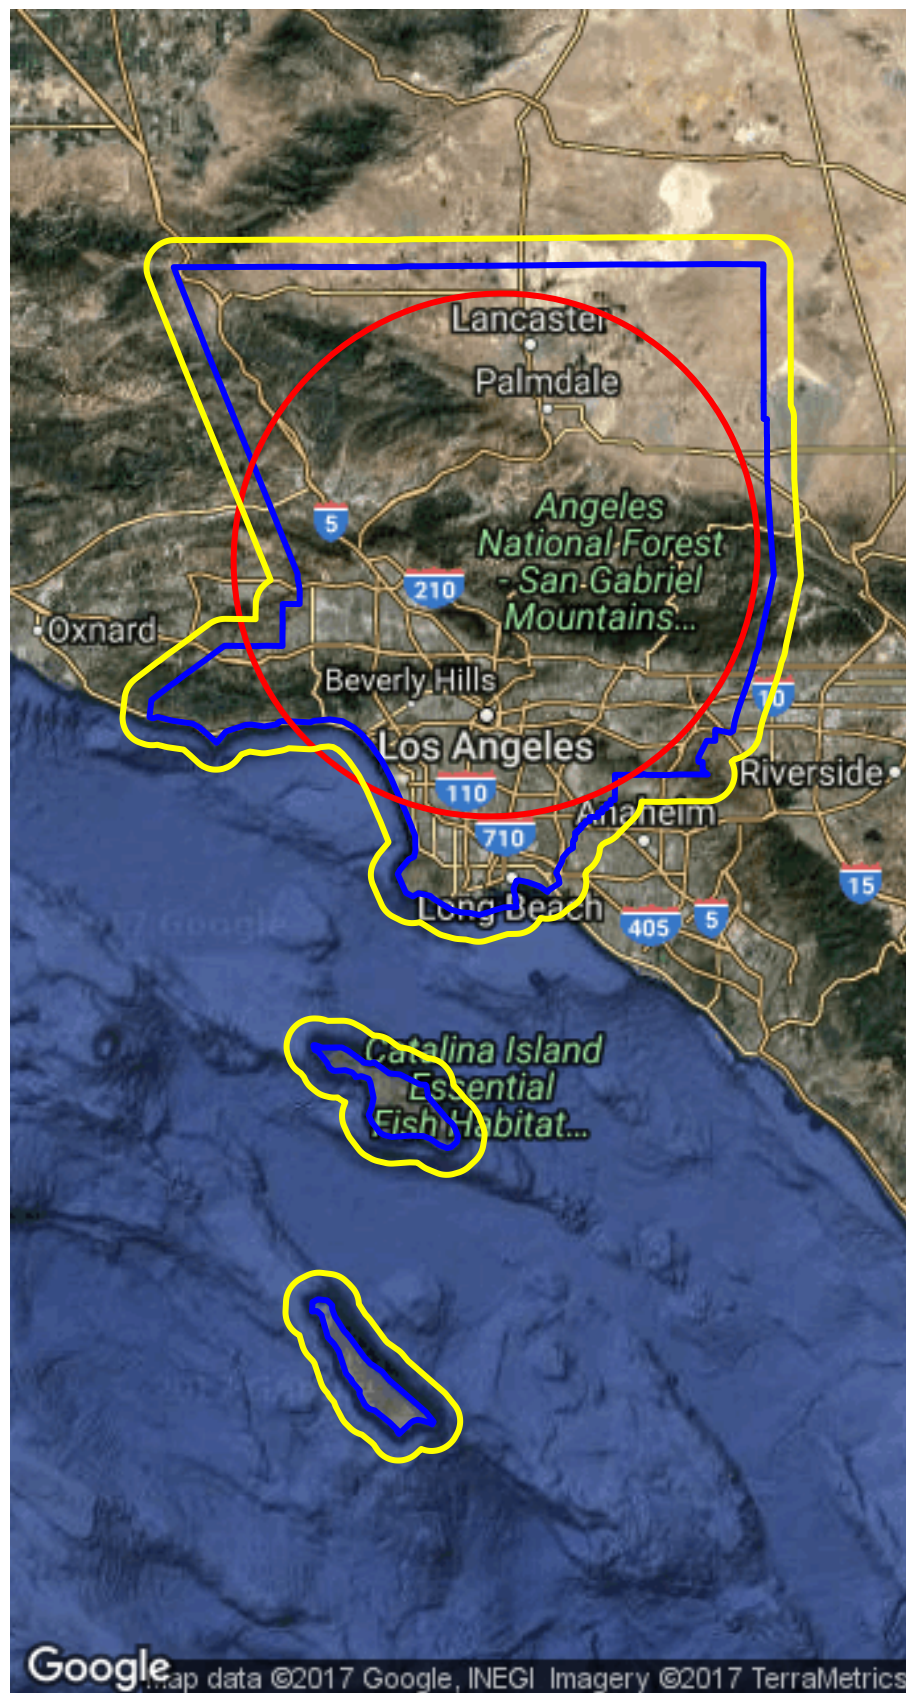 Lancaster
Palmdale
Angeles
National Forest
- San Gabriel
Mountains...
5
210
Oxnard
Beverly Hills
10
Los Angeles
Riverside
110
Anaheim
710
15
Long Beach
405
5
Catalina Island
Essential
Fish Habitat...
Google
Map data ©2017 Google, INEGI Imagery ©2017 TerraMetrics